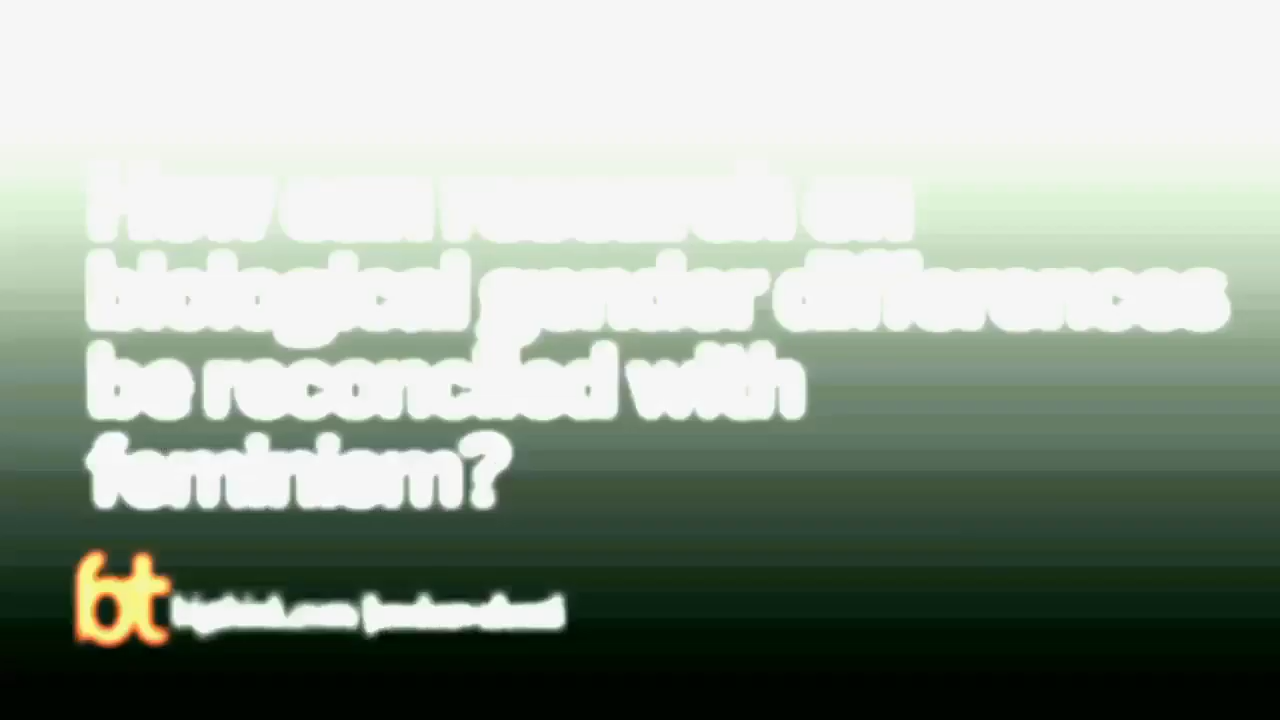 How can research on
biological gender differences
be reconciled with
feminism?
bt